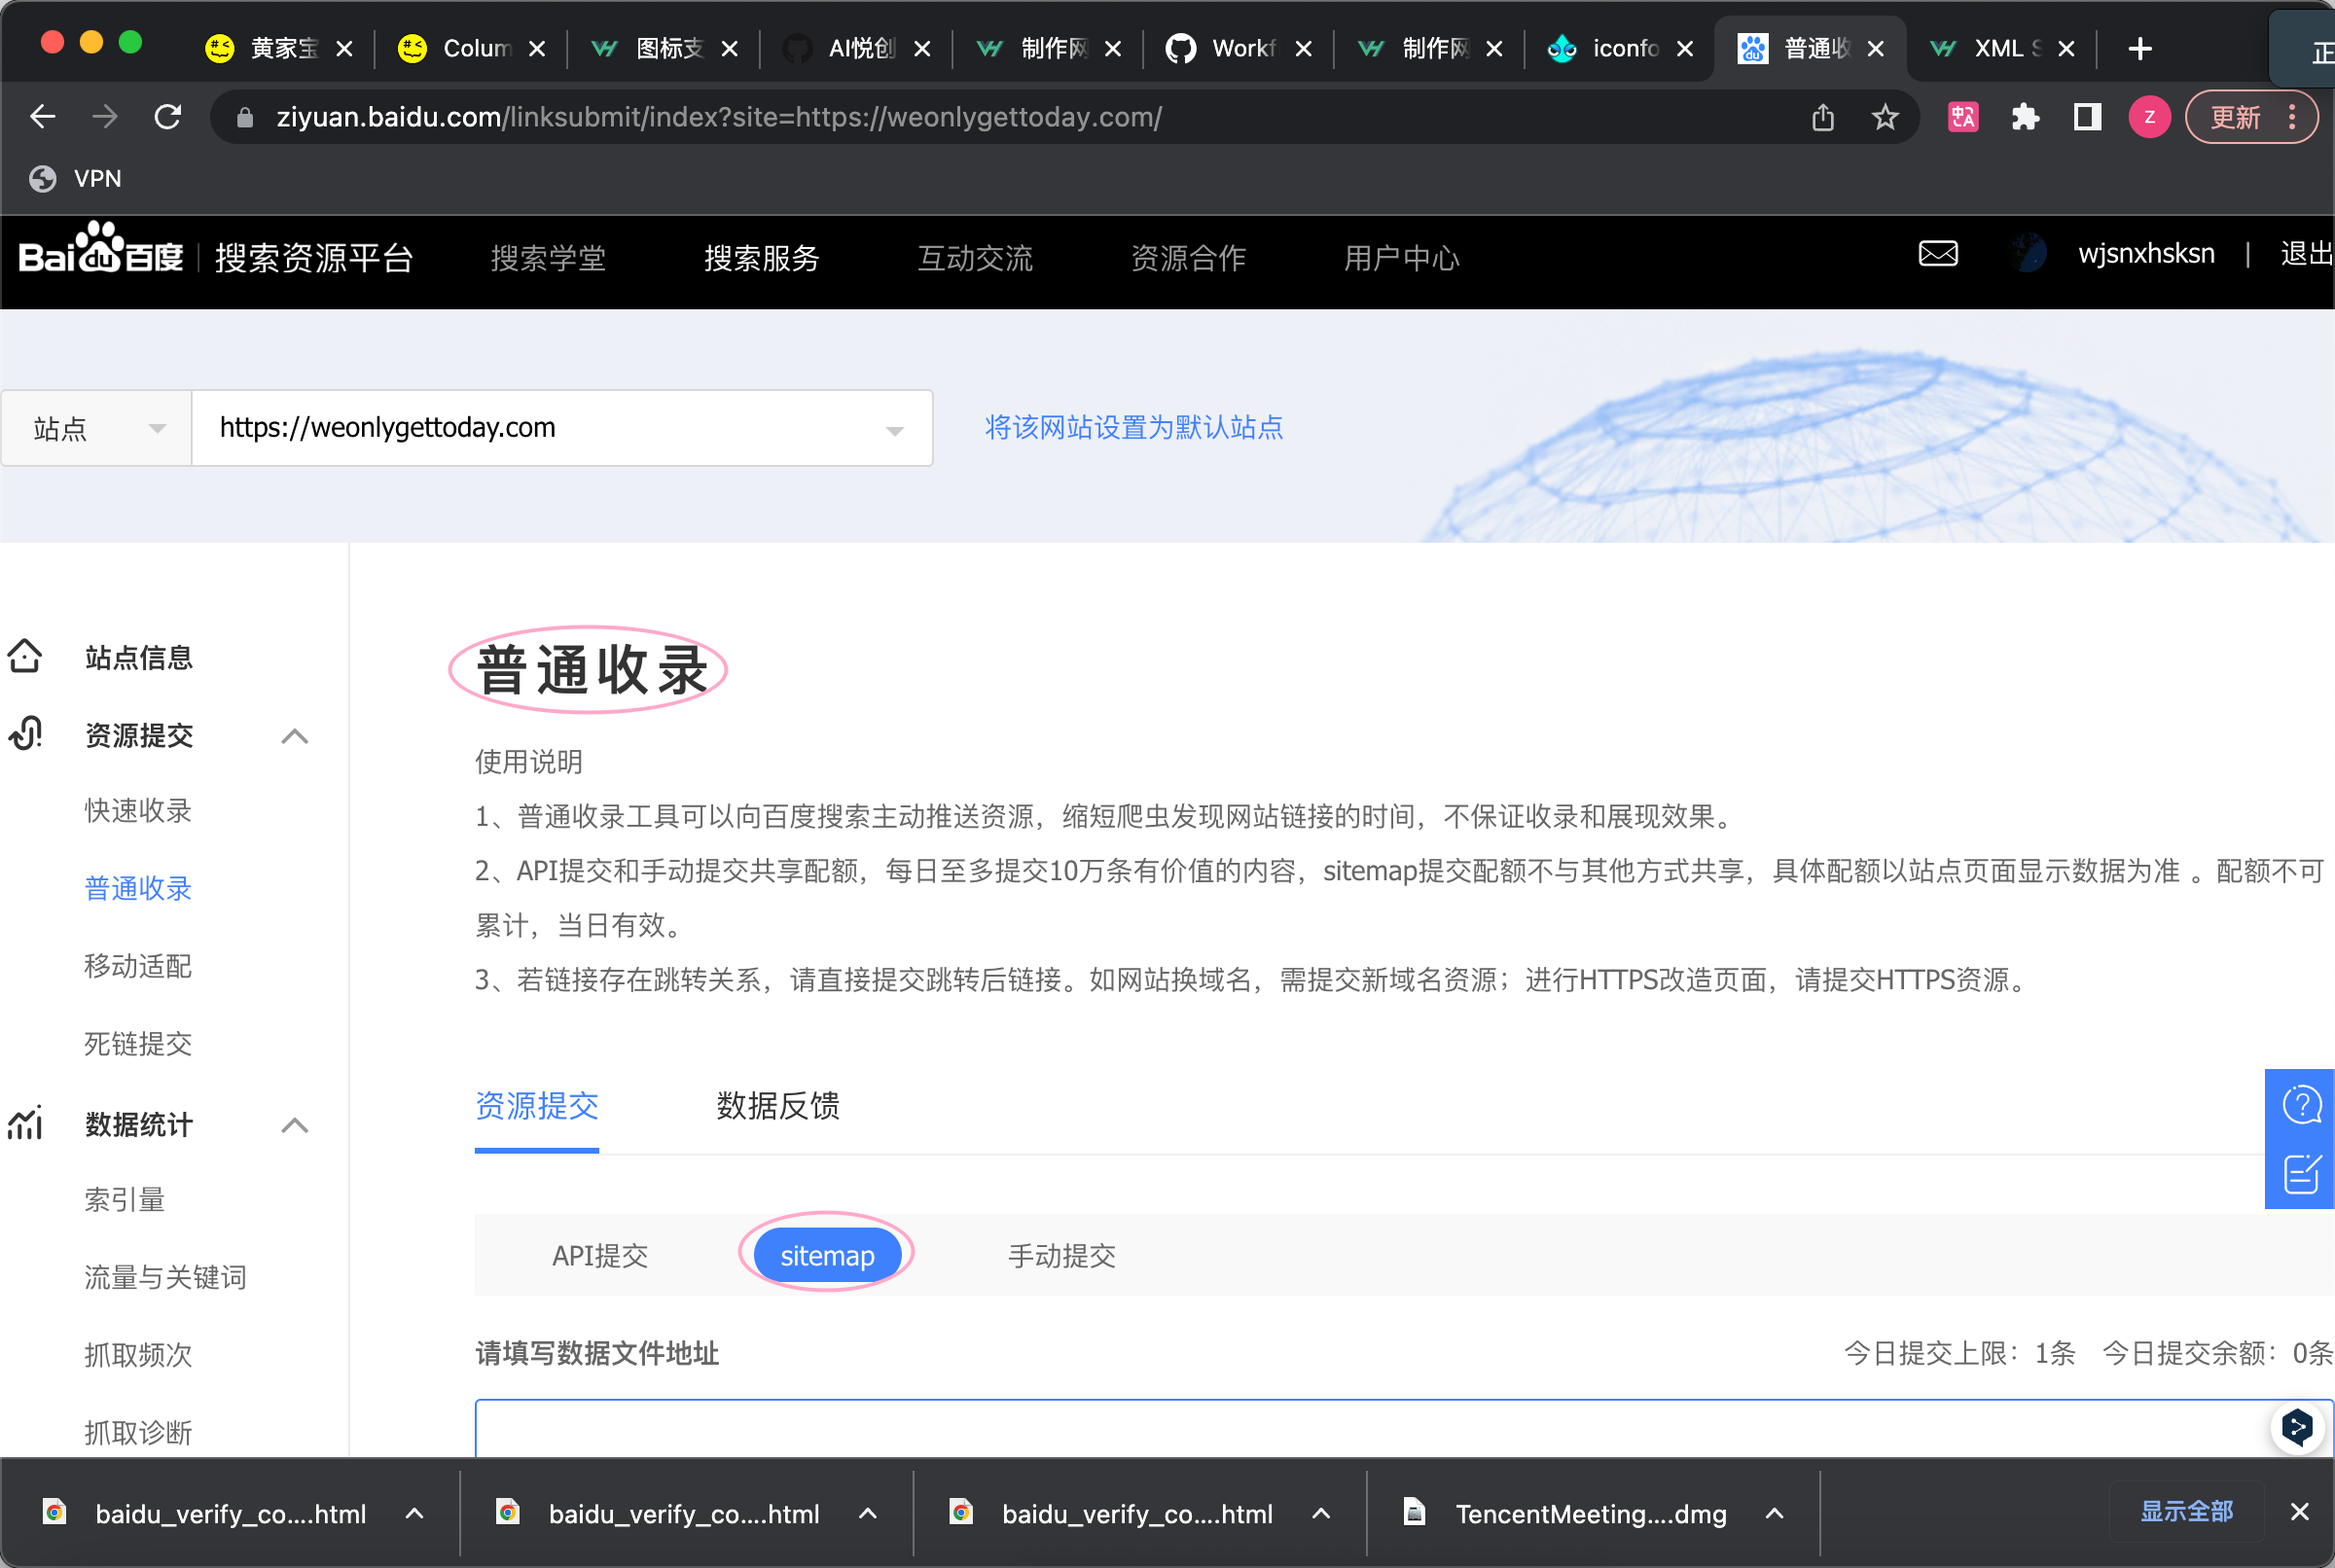 黄家宝
Colum
图标支
AI悦创
制作网
Workf
制作网
iconfo
普通收
XML S
正
ziyuan.baidu.com/linksubmit/index?site=https://weonlygettoday.com/
Z
更新
VPN
Bai du 百度 搜索资源平台 搜索学堂 搜索服务 互动交流 资源合作 用户中心 wjsnxhsksn | 退出
站点 https://weonlygettoday.com 将该网站设置为默认站点
站点信息
资源提交
快速收录
普通收录
移动适配
死链提交
数据统计
索引量
流量与关键词
抓取频次
抓取诊断
普通收录
使用说明
1、普通收录工具可以向百度搜索主动推送资源，缩短爬虫发现网站链接的时间，不保证收录和展现效果。
2、API提交和手动提交共享配额，每日至多提交10万条有价值的内容，sitemap提交配额不与其他方式共享，具体配额以站点页面显示数据为准 。配额不可
累计，当日有效。
3、若链接存在跳转关系，请直接提交跳转后链接。如网站换域名，需提交新域名资源；进行HTTPS改造页面，请提交HTTPS资源。
资源提交 数据反馈
API提交 sitemap 手动提交
请填写数据文件地址 今日提交上限：1条 今日提交余额：0条
baidu_verify_co....html baidu_verify_co....html baidu_verify_co....html TencentMeeting....dmg 显示全部